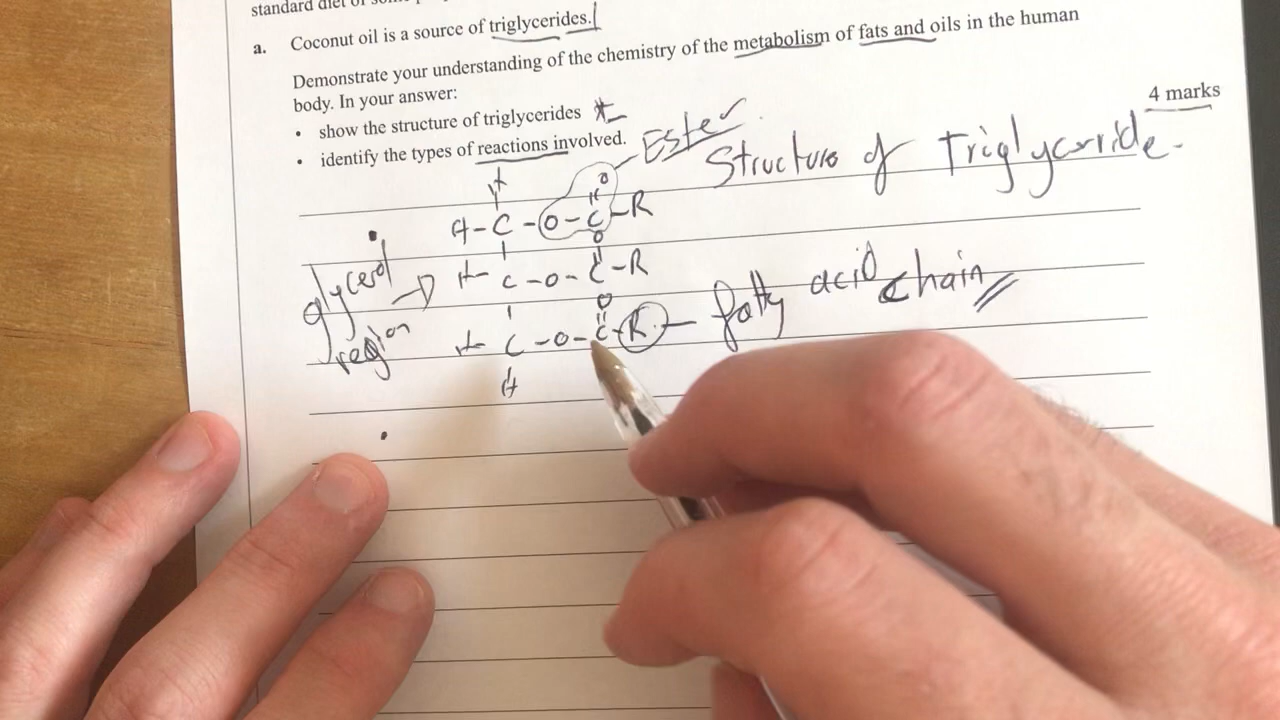 standard diet of some
a. Coconut oil is a source of triglycerides.
Demonstrate your understanding of the chemistry of the metabolism of fats and oils in the human
body. In your answer:
4 marks
• show the structure of triglycerides *
• identify the types of reactions involved.
Ester
Structure of Triglyceride.
H
O
H-C-O-C-R
O
H-C-O-C-R
O
H-C-O-C-R
H
glycerol
region
fatty acid chain